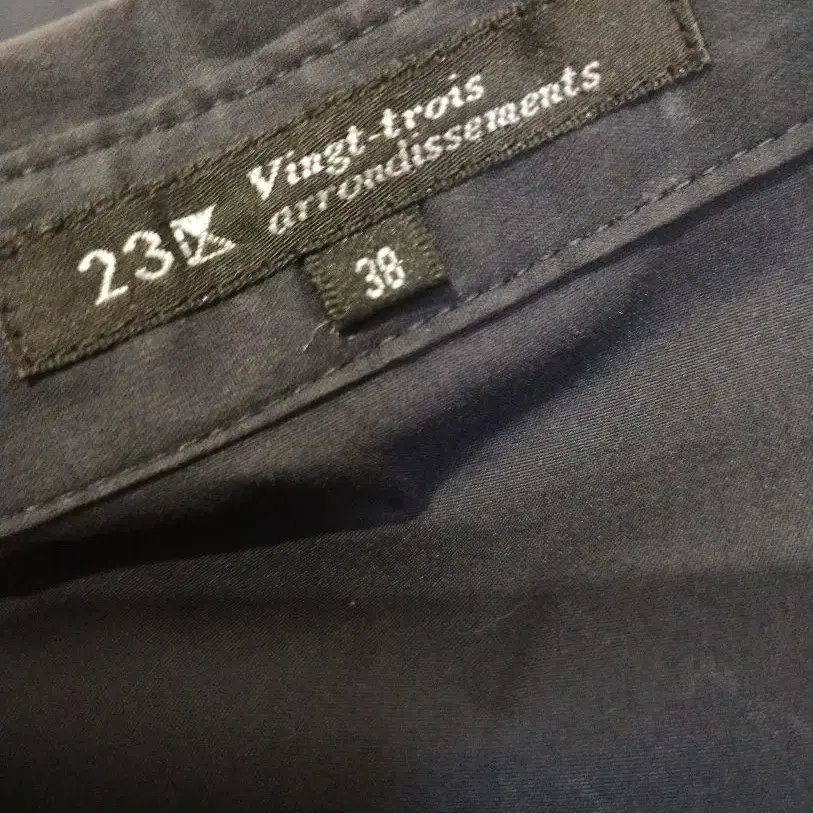 23
Vingt-trois
arrondissements
38